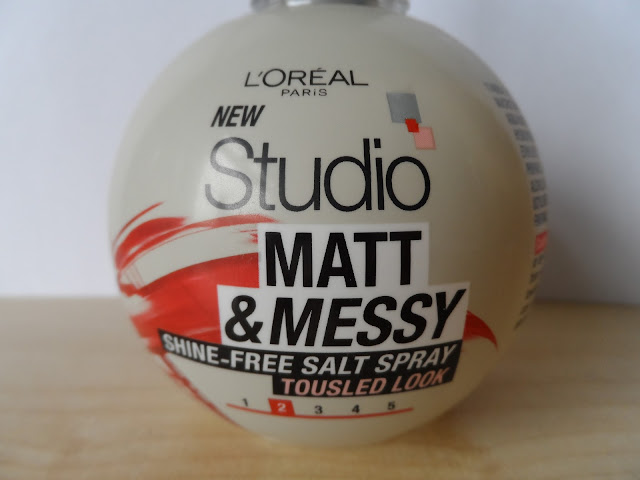 L'ORÉAL
PARIS
NEW
Studio
MATT
& MESSY
SHINE-FREE SALT SPRAY
TOUSLED LOOK
1 2 3 4 5